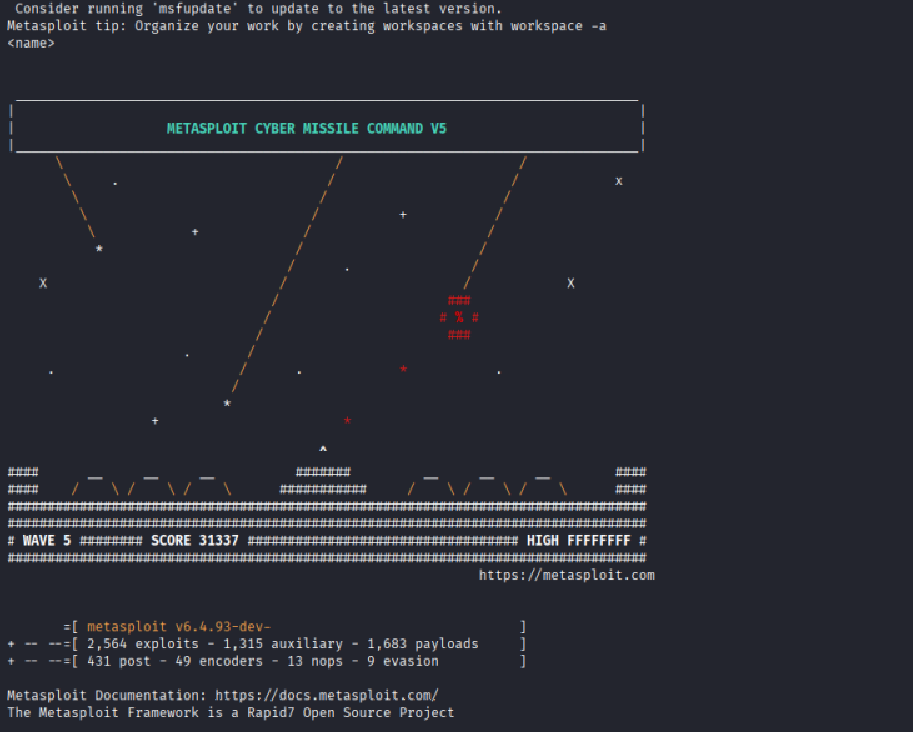 Consider running 'msfupdate' to update to the latest version.
Metasploit tip: Organize your work by creating workspaces with workspace -a
<name>
METASPLOIT CYBER MISSILE COMMAND V5
# WAVE 5 ######## SCORE 31337 ################################## HIGH FFFFFFFF #
https://metasploit.com
=[ metasploit v6.4.93-dev- ]
+ -- --=[ 2,564 exploits - 1,315 auxiliary - 1,683 payloads ]
+ -- --=[ 431 post - 49 encoders - 13 nops - 9 evasion ]
Metasploit Documentation: https://docs.metasploit.com/
The Metasploit Framework is a Rapid7 Open Source Project